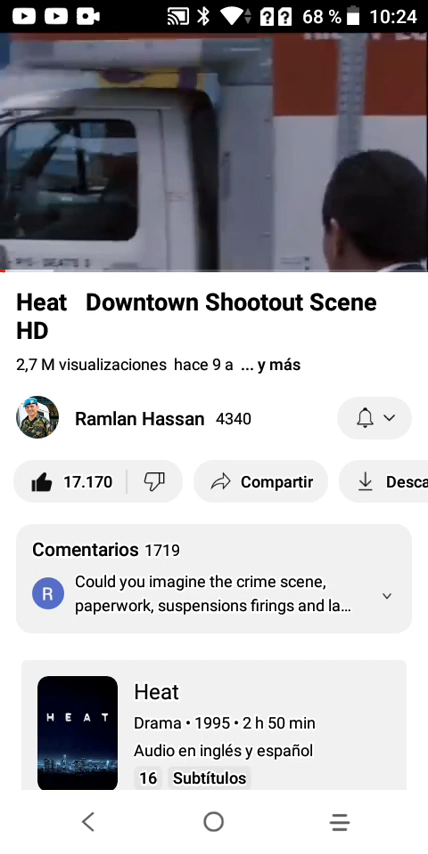 68 % 10:24
Heat Downtown Shootout Scene
HD
2,7 M visualizaciones hace 9 a ... y más
Ramlan Hassan 4340
17.170 Compartir Desca
Comentarios 1719
R Could you imagine the crime scene,
paperwork, suspensions firings and la...
HEAT
Heat
Drama • 1995 • 2 h 50 min
Audio en inglés y español
16 Subtítulos